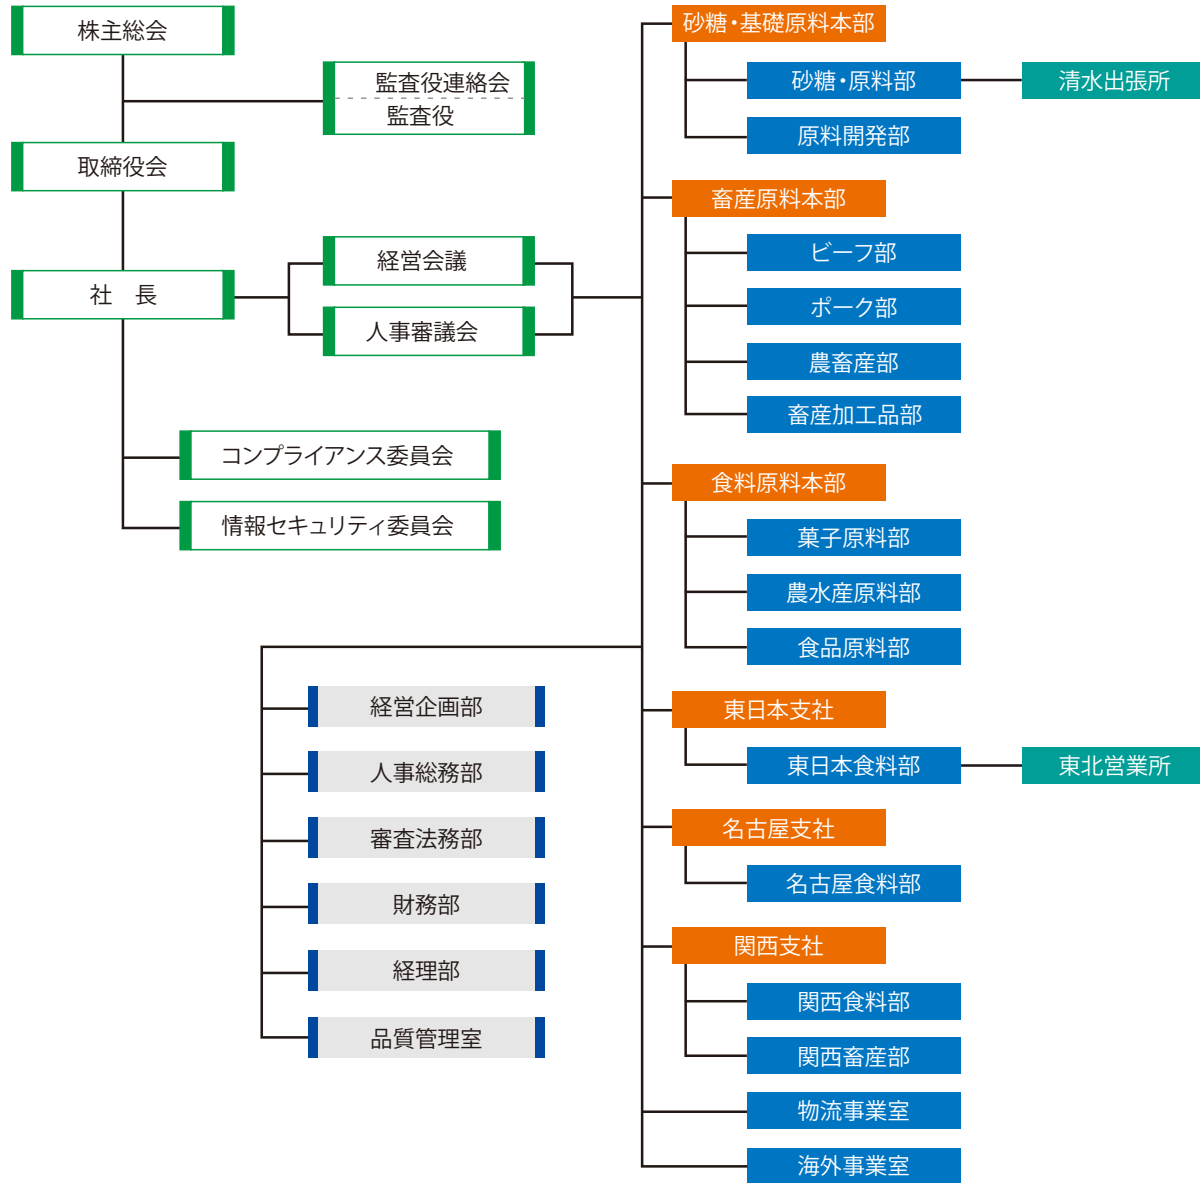 株主総会
監査役連絡会
監査役
取締役会
社　長
経営会議
人事審議会
コンプライアンス委員会
情報セキュリティ委員会
経営企画部
人事総務部
審査法務部
財務部
経理部
品質管理室
砂糖・基礎原料本部
砂糖・原料部
清水出張所
原料開発部
畜産原料本部
ビーフ部
ポーク部
農畜産部
畜産加工品部
食料原料本部
菓子原料部
農水産原料部
食品原料部
東日本支社
東日本食料部
東北営業所
名古屋支社
名古屋食料部
関西支社
関西食料部
関西畜産部
物流事業室
海外事業室